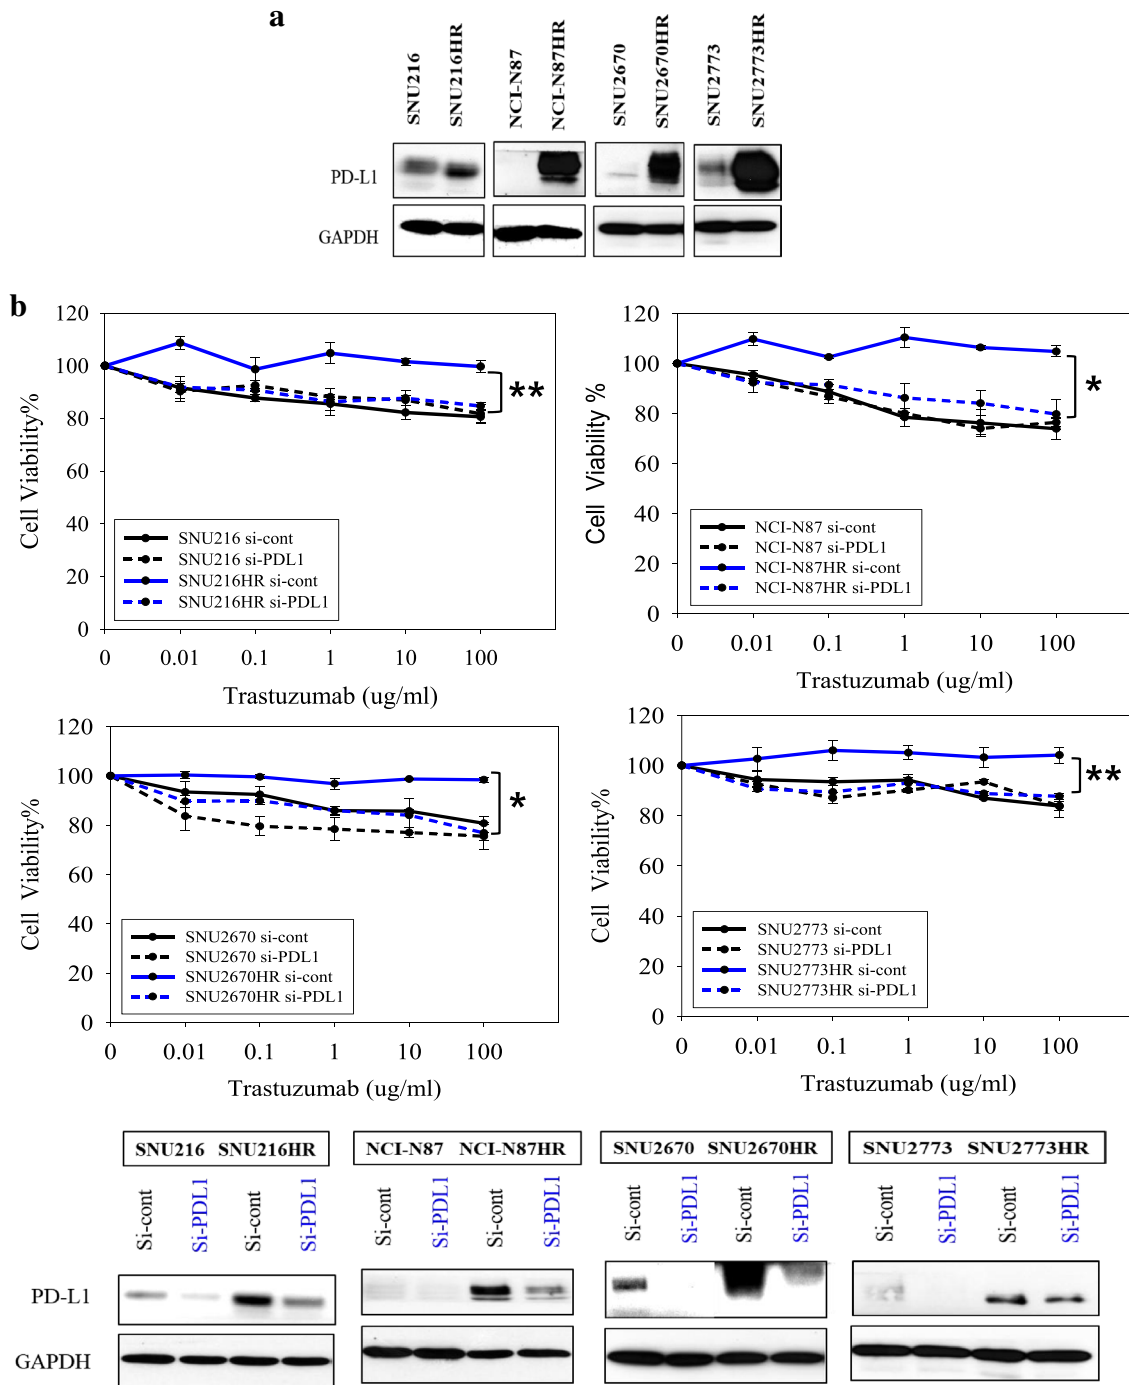 a
SNU216
SNU216HR
NCI-N87
NCI-N87HR
SNU2670
SNU2670HR
SNU2773
SNU2773HR
PD-L1
GAPDH
b
120
100
80
60
40
20
0
Cell Viability%
SNU216 si-cont
SNU216 si-PDL1
SNU216HR si-cont
SNU216HR si-PDL1
**
0 0.01 0.1 1 10 100
Trastuzumab (ug/ml)
120
100
80
60
40
20
0
Cell Viability %
NCI-N87 si-cont
NCI-N87 si-PDL1
NCI-N87HR si-cont
NCI-N87HR si-PDL1
*
0 0.01 0.1 1 10 100
Trastuzumab (ug/ml)
120
100
80
60
40
20
0
Cell Viability%
SNU2670 si-cont
SNU2670 si-PDL1
SNU2670HR si-cont
SNU2670HR si-PDL1
*
0 0.01 0.1 1 10 100
Trastuzumab (ug/ml)
120
100
80
60
40
20
0
Cell Viability%
SNU2773 si-cont
SNU2773 si-PDL1
SNU2773HR si-cont
SNU2773HR si-PDL1
**
0 0.01 0.1 1 10 100
Trastuzumab (ug/ml)
SNU216 SNU216HR
NCI-N87 NCI-N87HR
SNU2670 SNU2670HR
SNU2773 SNU2773HR
Si-cont
Si-PDL1
Si-cont
Si-PDL1
Si-cont
Si-PDL1
Si-cont
Si-PDL1
Si-cont
Si-PDL1
Si-cont
Si-PDL1
Si-cont
Si-PDL1
Si-cont
Si-PDL1
PD-L1
GAPDH